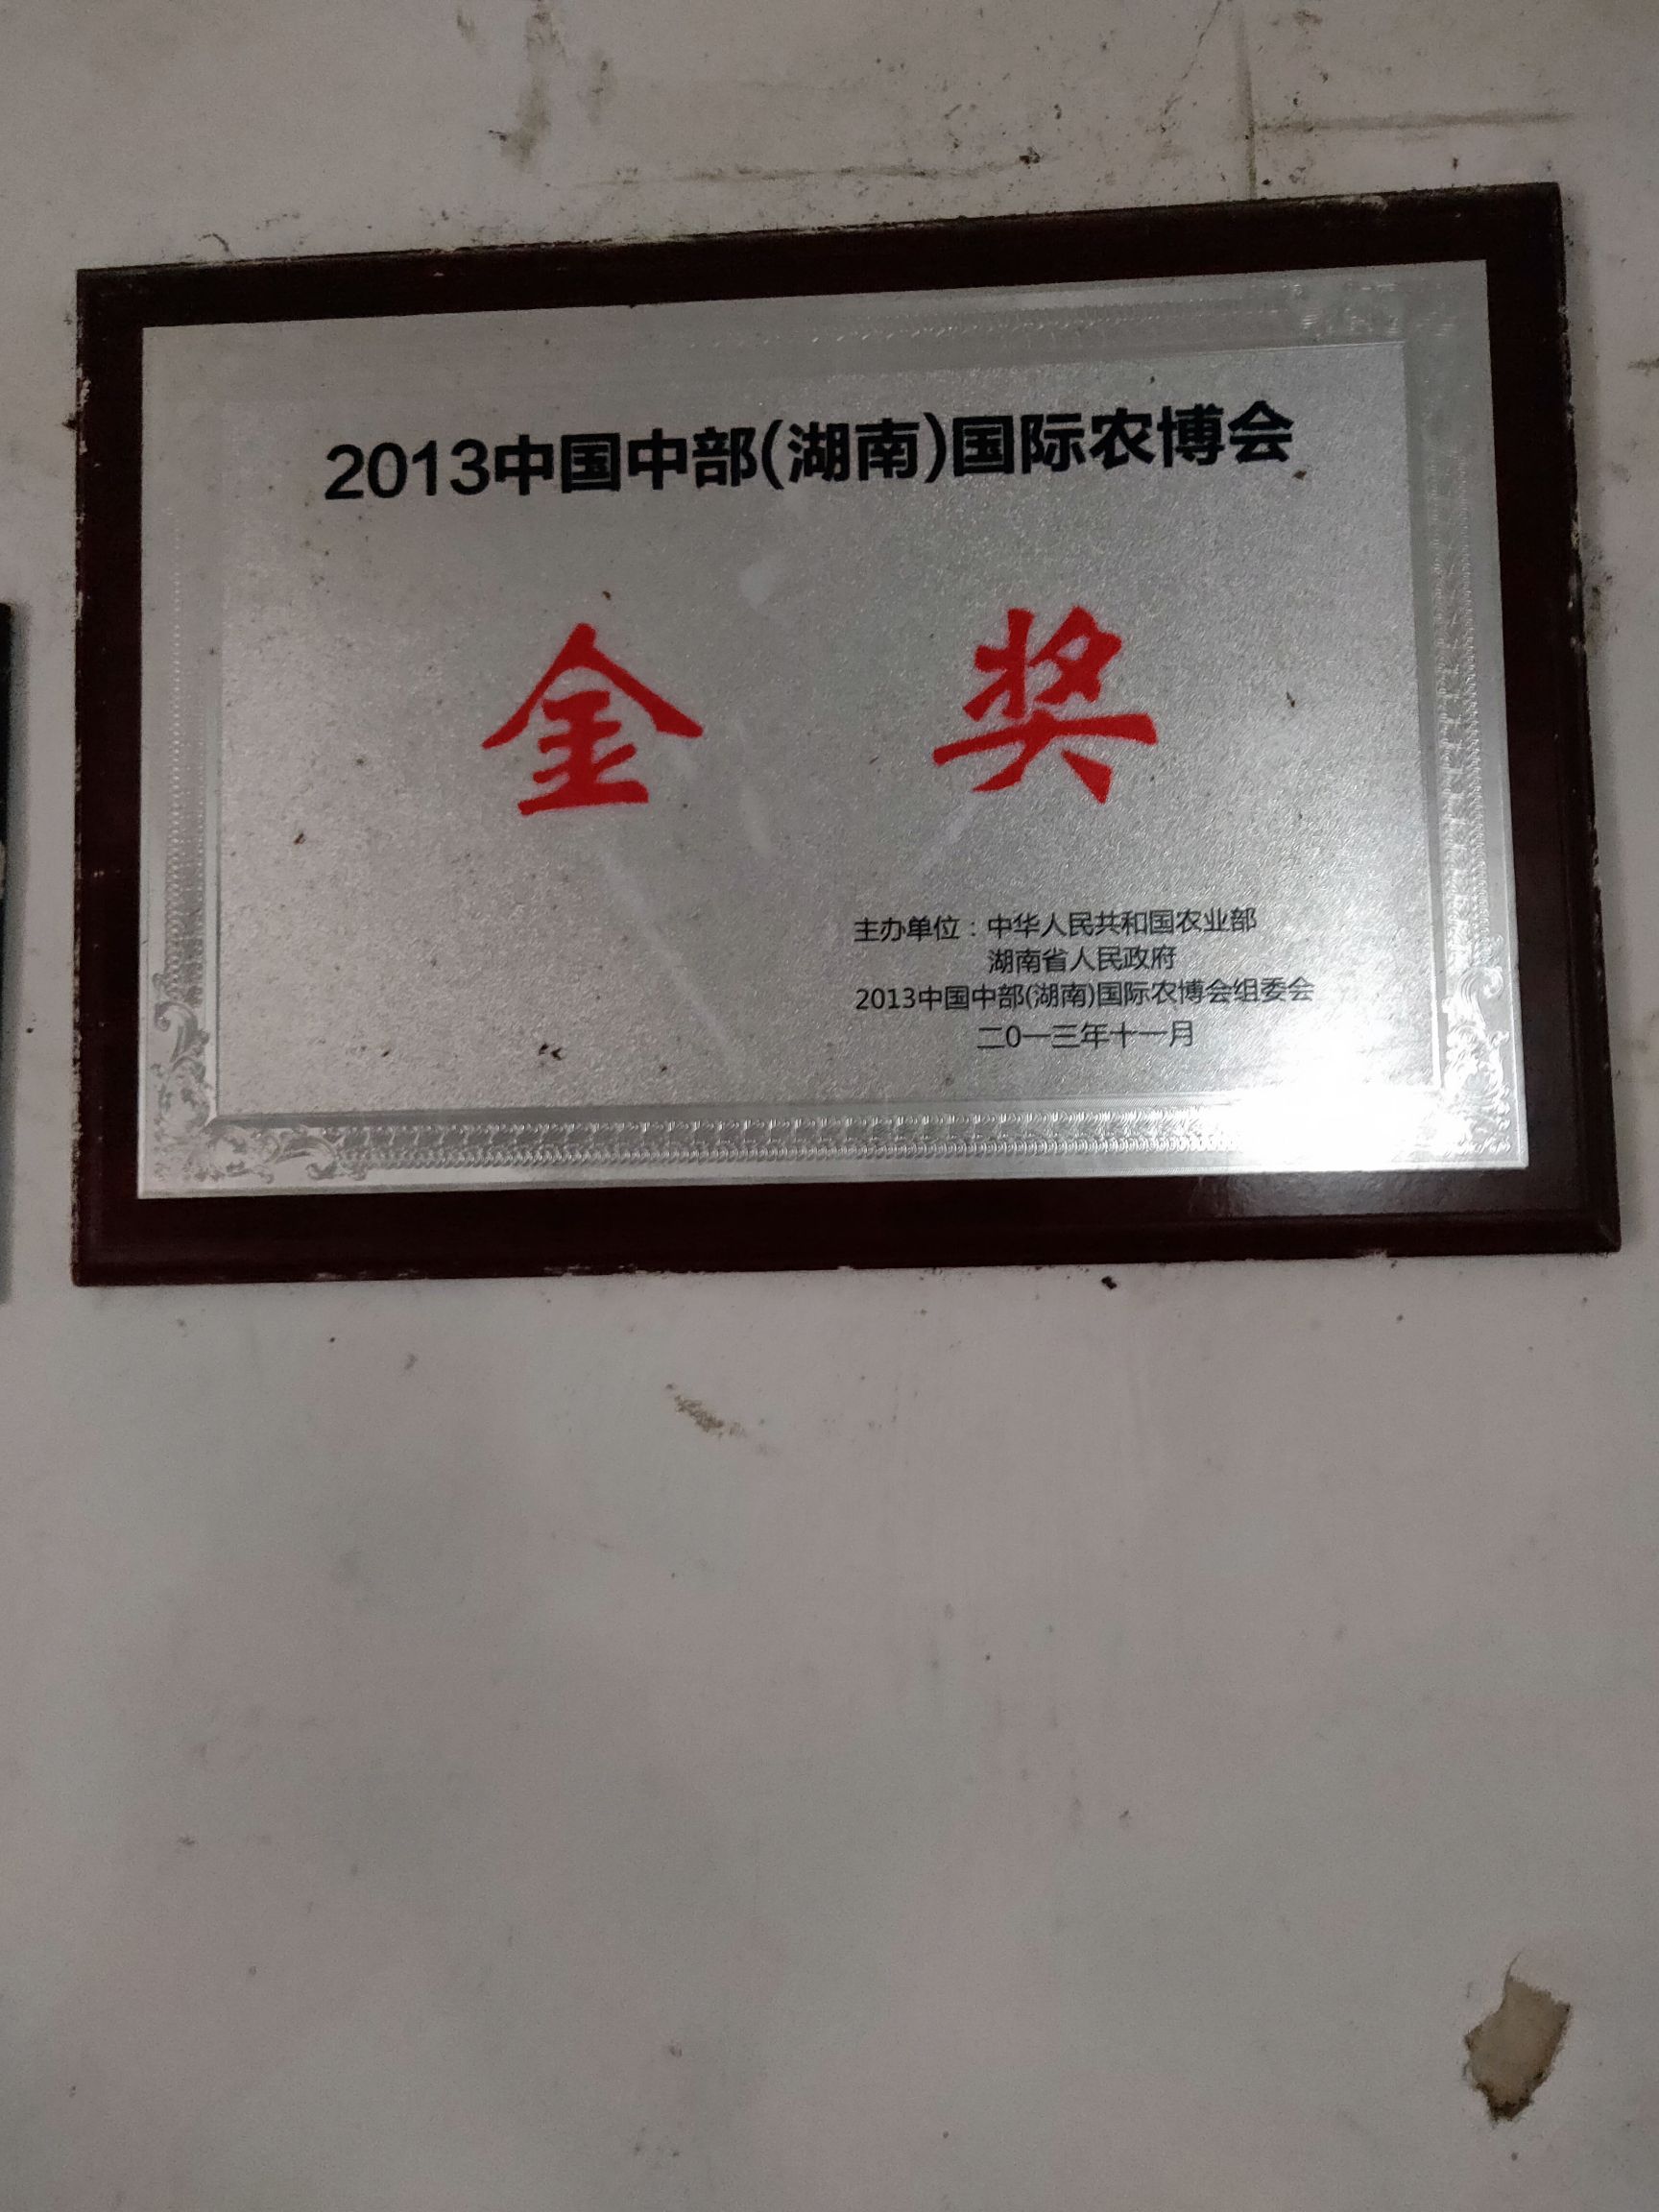 2013中国中部(湖南)国际农博会
金奖
主办单位：中华人民共和国农业部
湖南省人民政府
2013中国中部(湖南)国际农博会组委会
二0一三年十一月